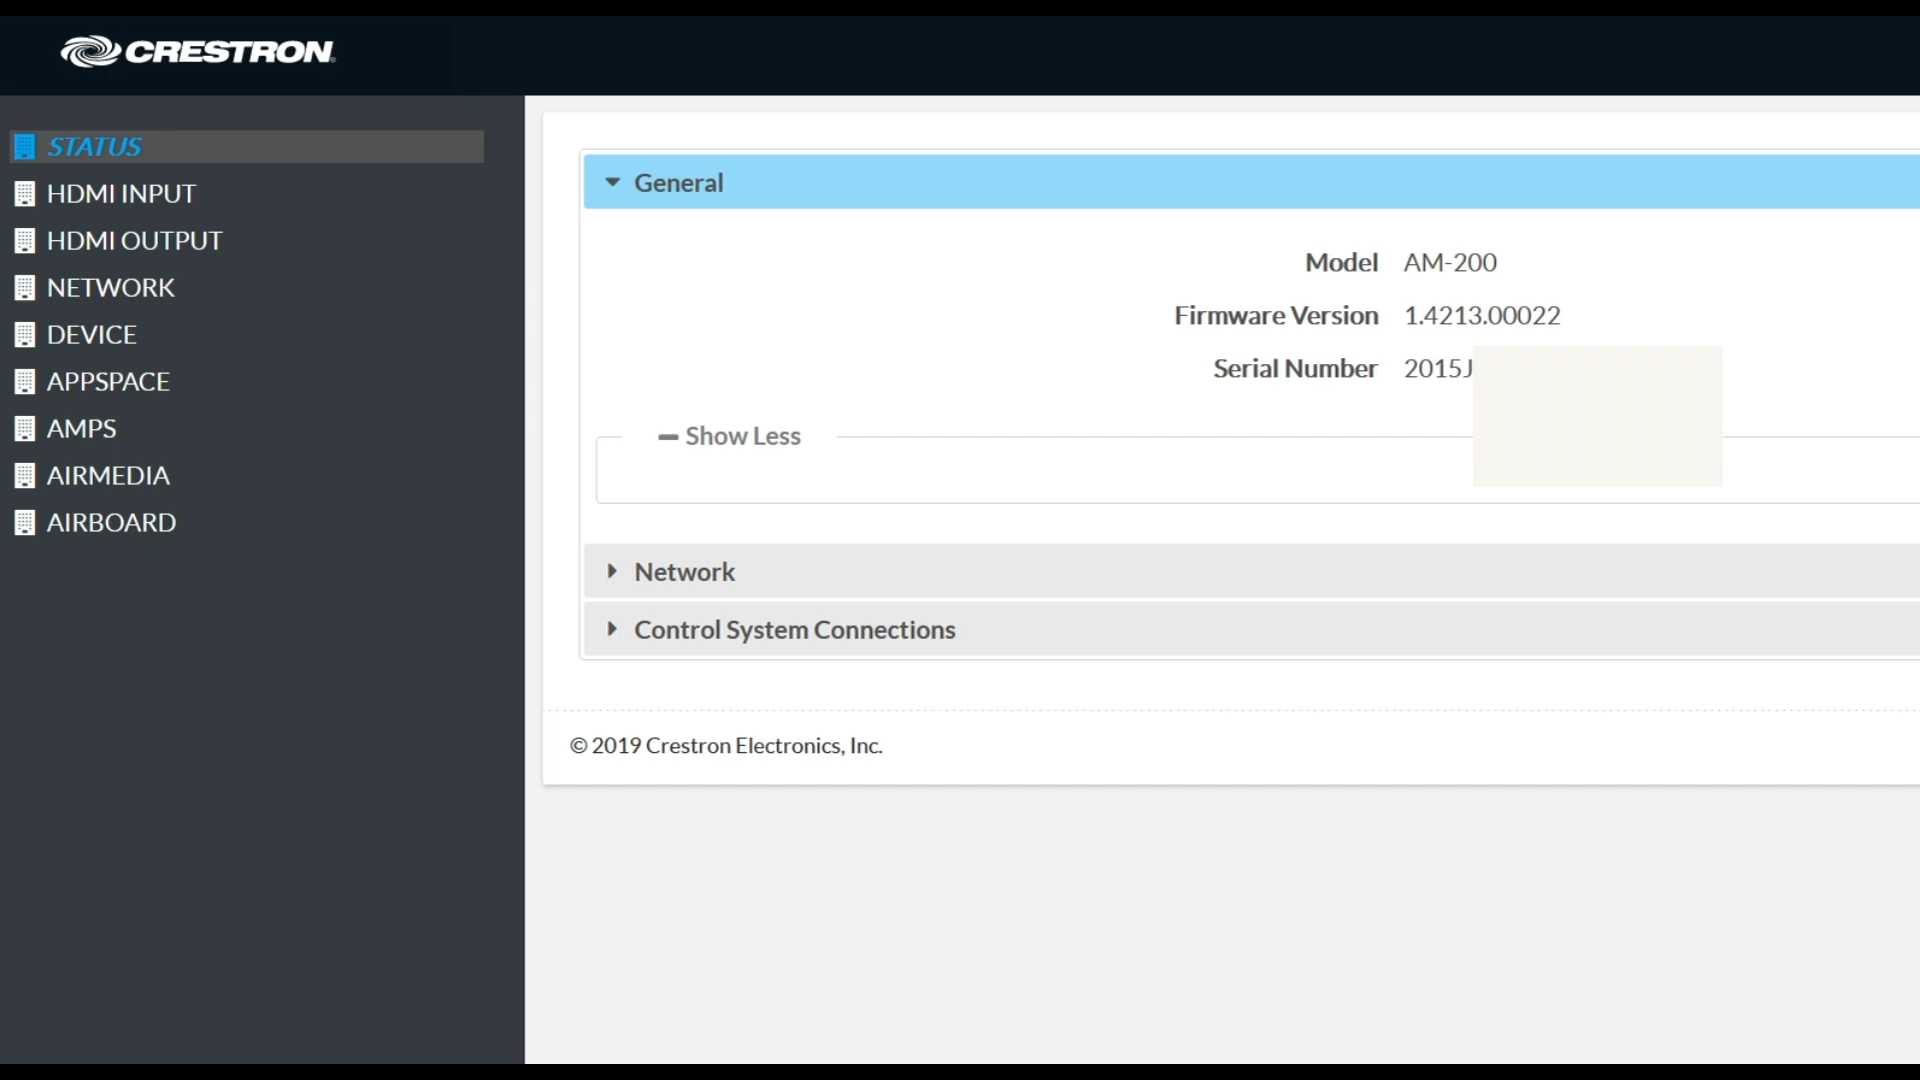 CRESTRON
STATUS
HDMI INPUT
HDMI OUTPUT
NETWORK
DEVICE
APPSPACE
AMPS
AIRMEDIA
AIRBOARD
General
Model AM-200
Firmware Version 1.4213.00022
Serial Number 2015J
Show Less
Network
Control System Connections
© 2019 Crestron Electronics, Inc.